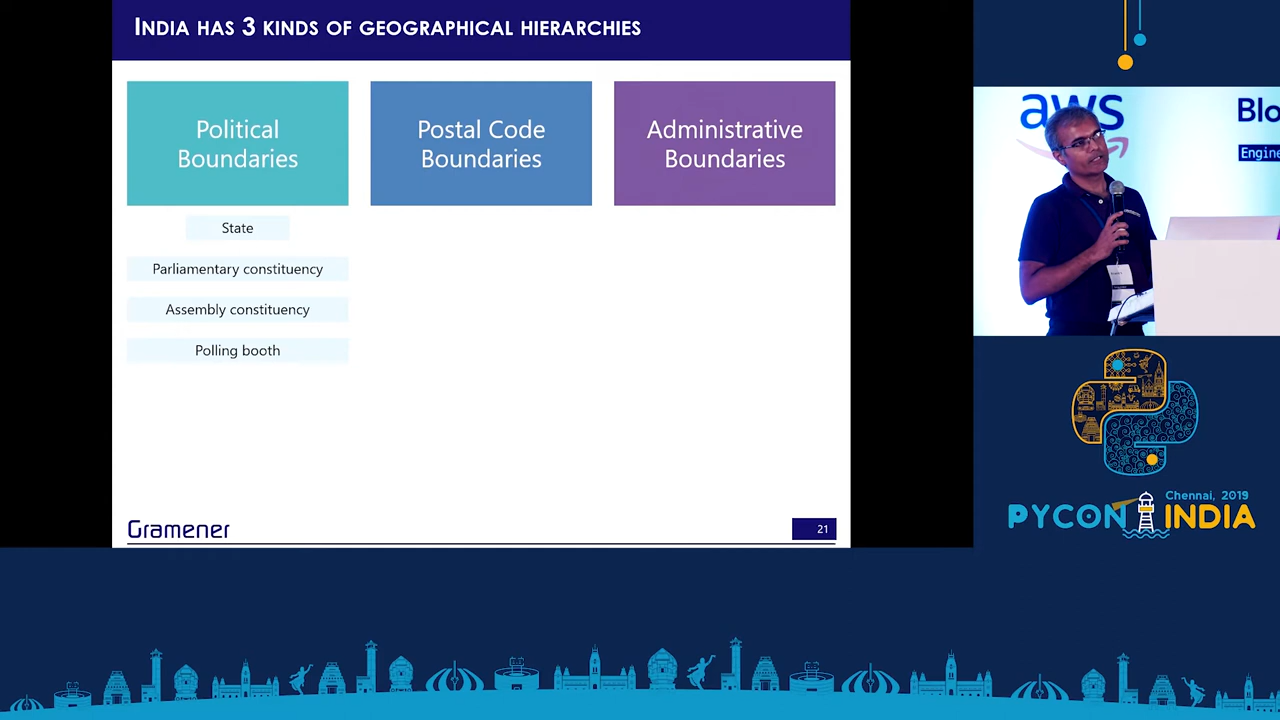 INDIA HAS 3 KINDS OF GEOGRAPHICAL HIERARCHIES
Political
Boundaries
Postal Code
Boundaries
Administrative
Boundaries
State
Parliamentary constituency
Assembly constituency
Polling booth
Gramener
21
aws
Blo
Engine
Chennai, 2019
PYCON INDIA